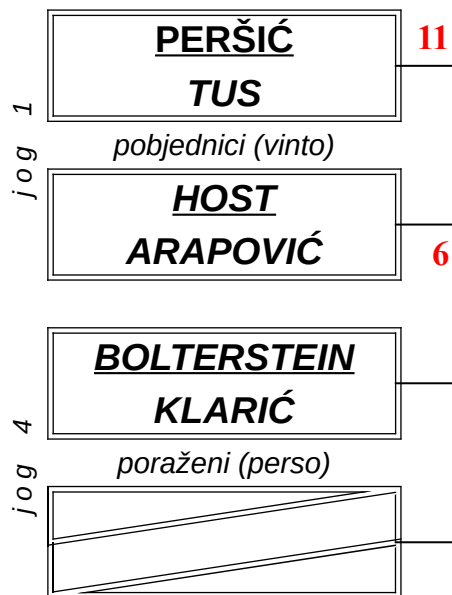 PERŠIĆ
11
TUS
jog 1
pobjednici (vinto)
HOST
ARAPOVIĆ
6
BOLTERSTEIN
KLARIĆ
jog 4
poraženi (perso)